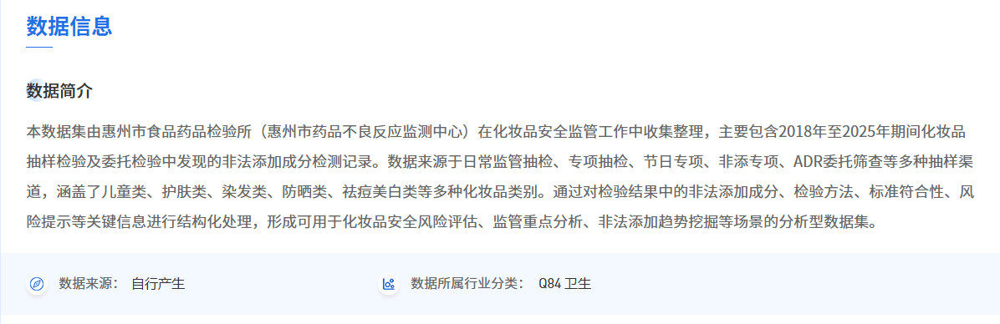 数据信息
数据简介
本数据集由惠州市食品药品检验所（惠州市药品不良反应监测中心）在化妆品安全监管工作中收集整理，主要包含2018年至2025年期间化妆品
抽样检验及委托检验中发现的非法添加成分检测记录。数据来源于日常监管抽检、专项抽检、节日专项、非添专项、ADR委托筛查等多种抽样渠
道，涵盖了儿童类、护肤类、染发类、防晒类、祛痘美白类等多种化妆品类别。通过对检验结果中的非法添加成分、检验方法、标准符合性、风
险提示等关键信息进行结构化处理，形成可用于化妆品安全风险评估、监管重点分析、非法添加趋势挖掘等场景的分析型数据集。
数据来源： 自行产生 数据所属行业分类： Q84 卫生